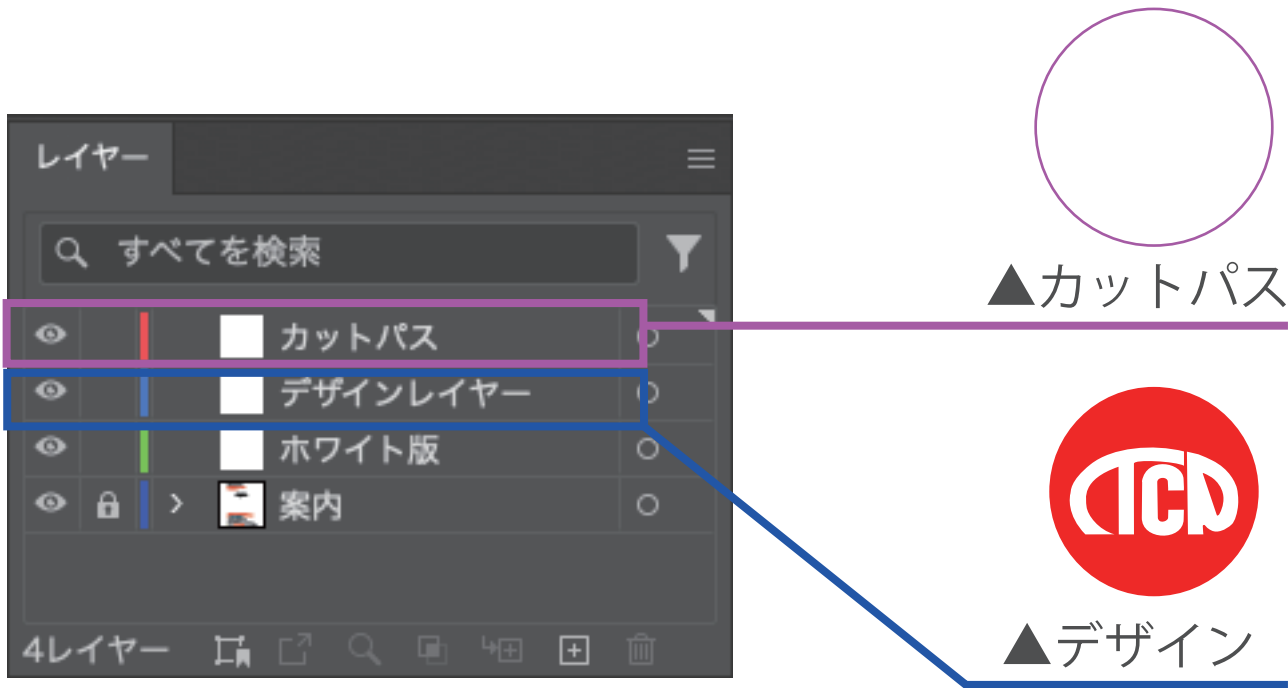 レイヤー
すべてを検索
カットパス
デザインレイヤー
ホワイト版
案内
4レイヤー
▲カットパス
TCD
▲デザイン